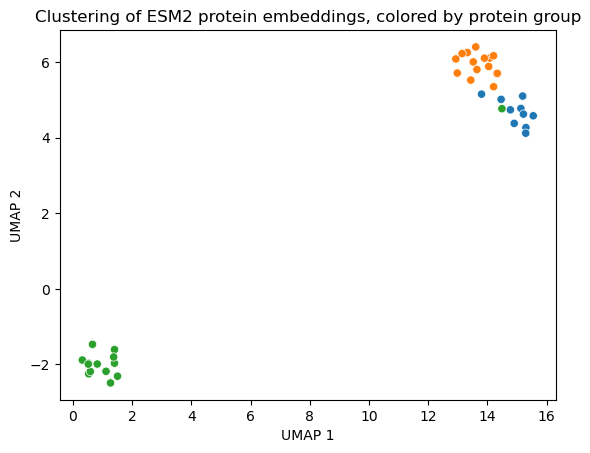 Clustering of ESM2 protein embeddings, colored by protein group
6
4
2
0
−2
UMAP 2
0 2 4 6 8 10 12 14 16
UMAP 1